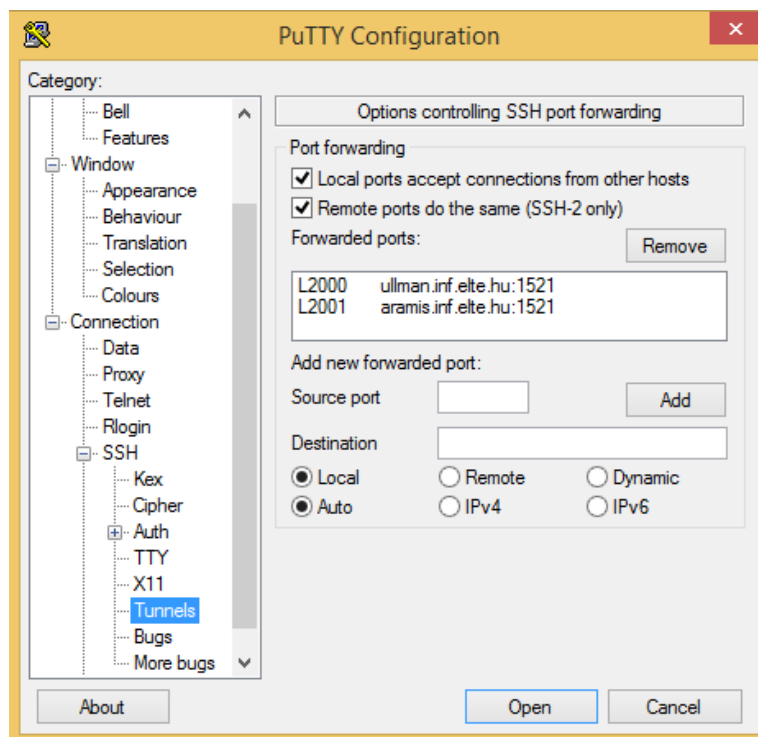 PuTTY Configuration
Category:
Bell
Features
Window
Appearance
Behaviour
Translation
Selection
Colours
Connection
Data
Proxy
Telnet
Rlogin
SSH
Kex
Cipher
Auth
TTY
X11
Tunnels
Bugs
More bugs
Options controlling SSH port forwarding
Port forwarding
Local ports accept connections from other hosts
Remote ports do the same (SSH-2 only)
Forwarded ports:
Remove
L2000 ullman.inf.elte.hu:1521
L2001 aramis.inf.elte.hu:1521
Add new forwarded port:
Source port
Add
Destination
Local Remote Dynamic
Auto IPv4 IPv6
About
Open
Cancel